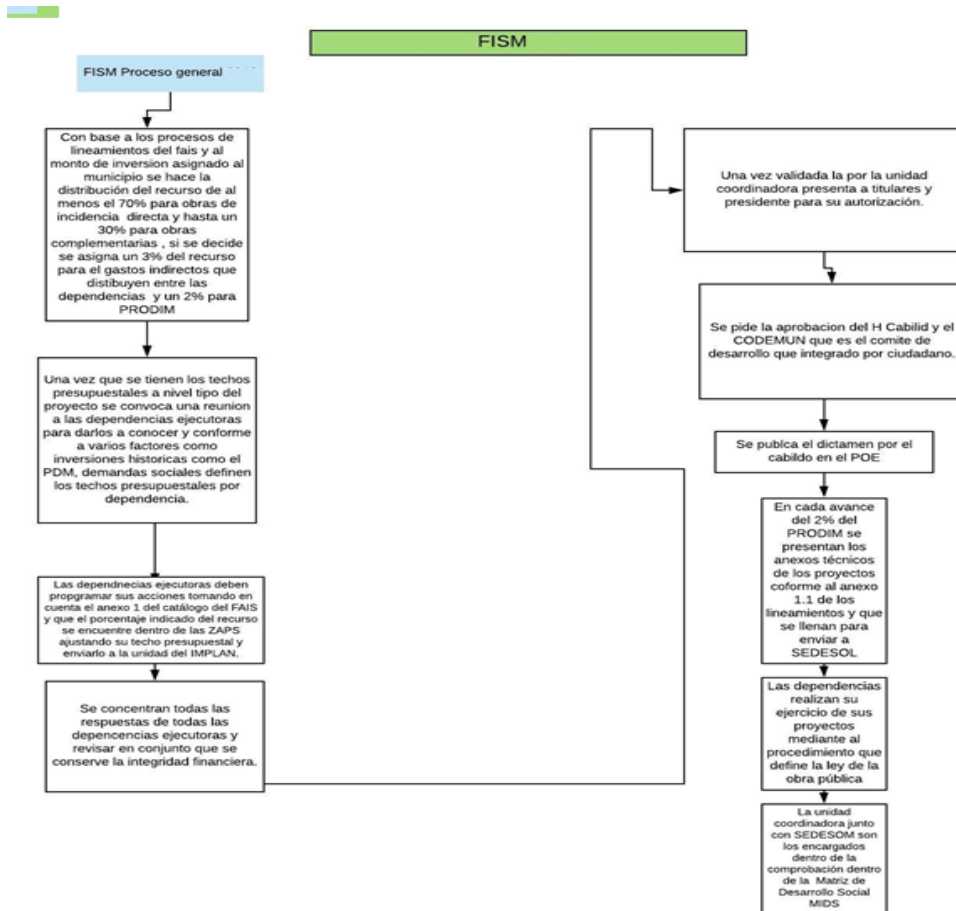 FISM
FISM Proceso general
Con base a los procesos de
lineamientos del fais y al
monto de inversion asignado al
municipio se hace la
distribución del recurso de al
menos el 70% para obras de
incidencia directa y hasta un
30% para obras
complementarias , si se decide
se asigna un 3% del recurso
para el gastos indirectos que
distibuyen entre las
dependencias y un 2% para
PRODIM
Una vez que se tienen los techos
presupuestales a nivel tipo del
proyecto se convoca una reunion
a las dependencias ejecutoras
para darlos a conocer y conforme
a varios factores como
inversiones historicas como el
PDM, demandas sociales definen
los techos presupuestales por
dependencia.
Las dependnecias ejecutoras deben
propgramar sus acciones tomando en
cuenta el anexo 1 del catálogo del FAIS
y que el porcentaje indicado del recurso
se encuentre dentro de las ZAPS
ajustando su techo presupuestal y
enviarlo a la unidad del IMPLAN.
Se concentran todas las
respuestas de todas las
depencencias ejecutoras y
revisar en conjunto que se
conserve la integridad financiera.
Una vez validada la por la unidad
coordinadora presenta a titulares y
presidente para su autorización.
Se pide la aprobacion del H Cabilid y el
CODEMUN que es el comite de
desarrollo que integrado por ciudadano.
Se publca el dictamen por el
cabildo en el POE
En cada avance
del 2% del
PRODIM se
presentan los
anexos técnicos
de los proyectos
coforme al anexo
1.1 de los
lineamientos y que
se llenan para
enviar a
SEDESOL
Las dependencias
realizan su
ejercicio de sus
proyectos
mediante al
procedimiento que
define la ley de la
obra pública
La unidad
coordinadora junto
con SEDESOM son
los encargados
dentro de la
comprobación dentro
de la Matriz de
Desarrollo Social
MIDS